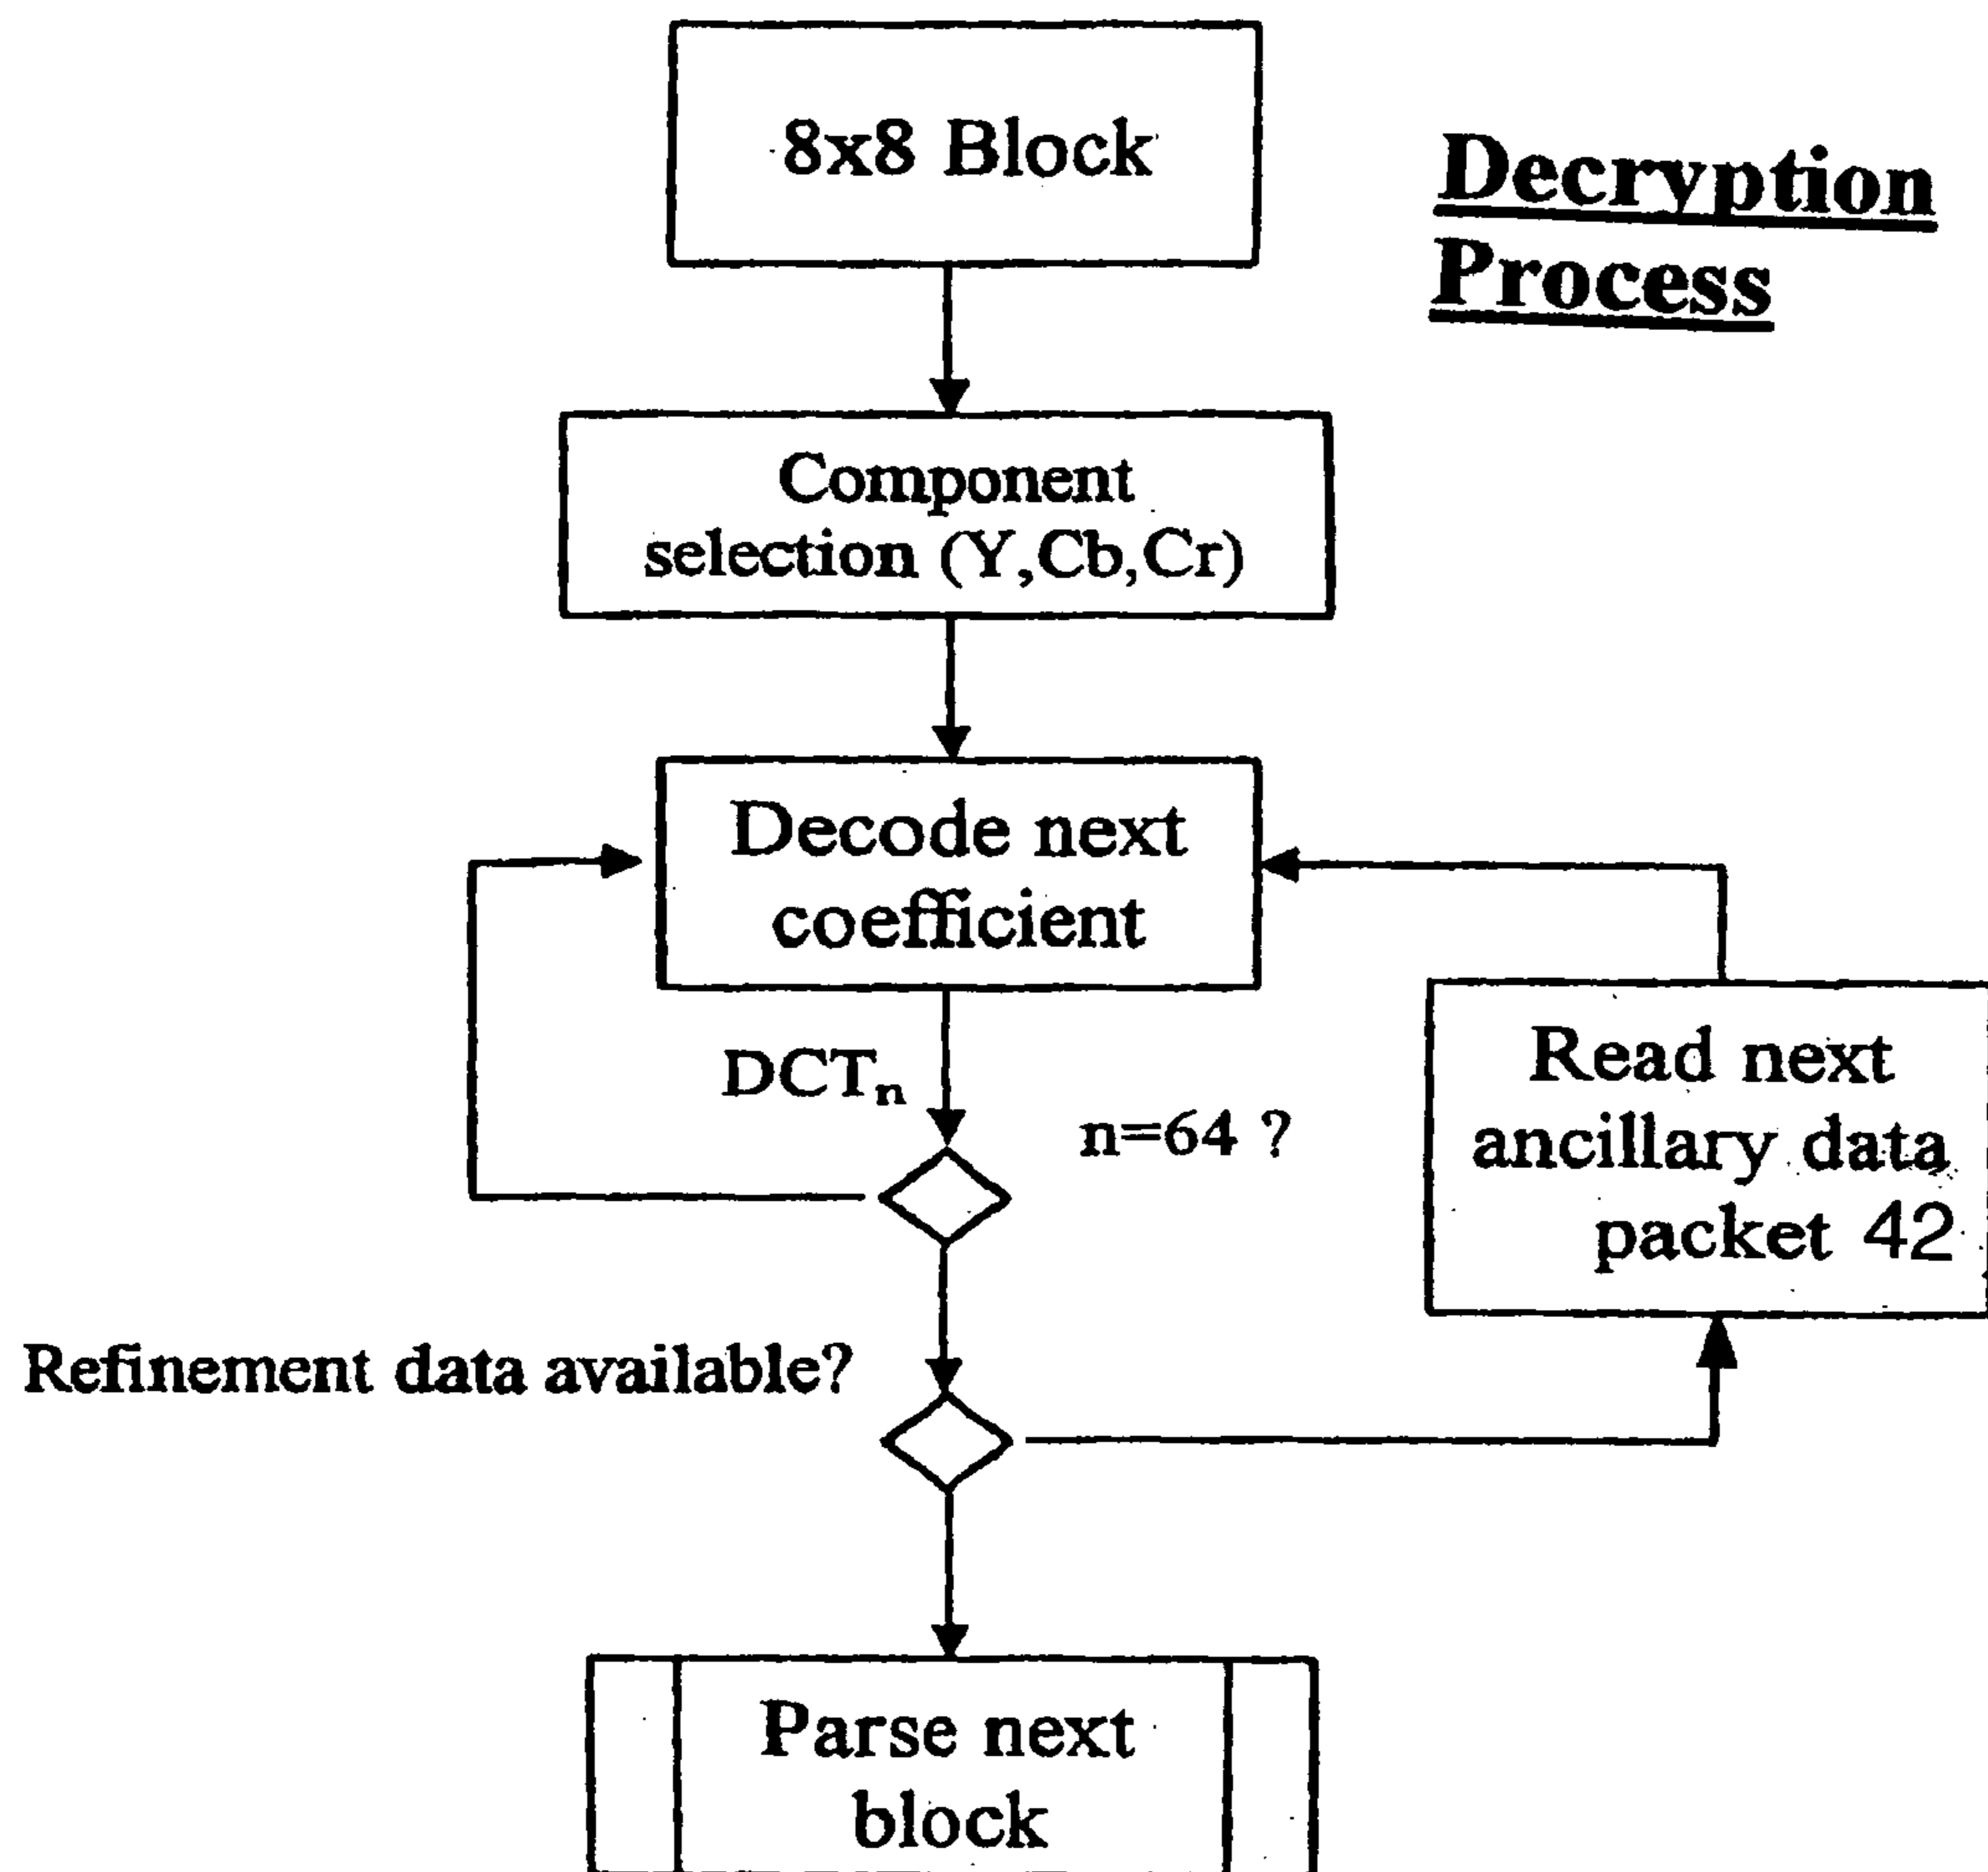 8x8 Block
Decryption
Process
Component
selection (Y,Cb,Cr)
Decode next
coefficient
DCTn
n=64 ?
Read next
ancillary data
packet 42
Refinement data available?
Parse next
block